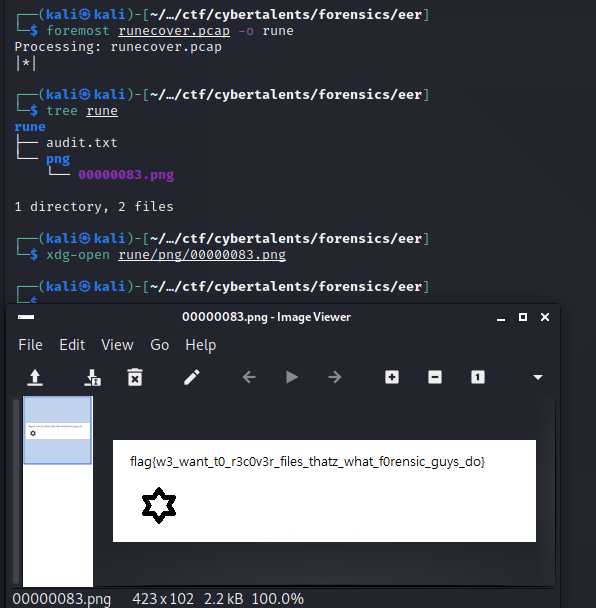 ┌──(kali㉿kali)-[~/…/ctf/cybertalents/forensics/eer]
└─$ foremost runecover.pcap -o rune
Processing: runecover.pcap
|*|
┌──(kali㉿kali)-[~/…/ctf/cybertalents/forensics/eer]
└─$ tree rune
rune
├── audit.txt
└── png
    └── 00000083.png
1 directory, 2 files
┌──(kali㉿kali)-[~/…/ctf/cybertalents/forensics/eer]
└─$ xdg-open rune/png/00000083.png
┌──(kali㉿kali)-[~/…/ctf/cybertalents/forensics/eer]
└─$
00000083.png - Image Viewer
File Edit View Go Help
1
flag{w3_want_t0_r3c0v3r_files_thatz_what_f0rensic_guys_do}
00000083.png 423 x 102 2.2 kB 100.0%